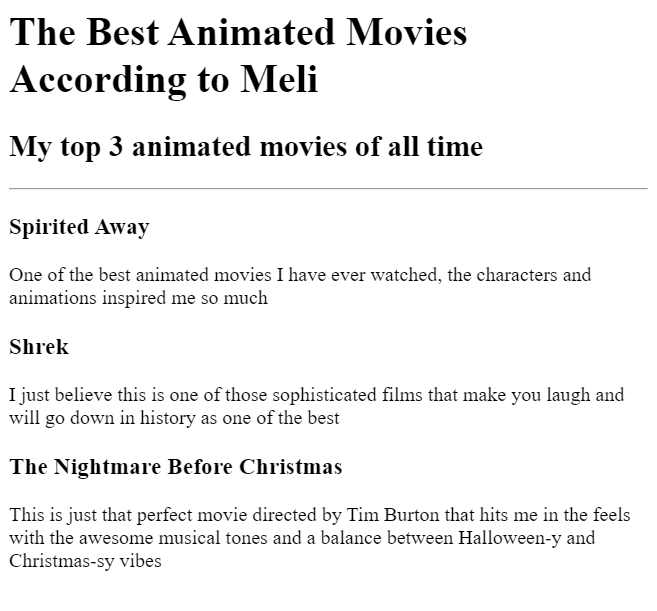 The Best Animated Movies
According to Meli
My top 3 animated movies of all time
Spirited Away
One of the best animated movies I have ever watched, the characters and
animations inspired me so much
Shrek
I just believe this is one of those sophisticated films that make you laugh and
will go down in history as one of the best
The Nightmare Before Christmas
This is just that perfect movie directed by Tim Burton that hits me in the feels
with the awesome musical tones and a balance between Halloween-y and
Christmas-sy vibes